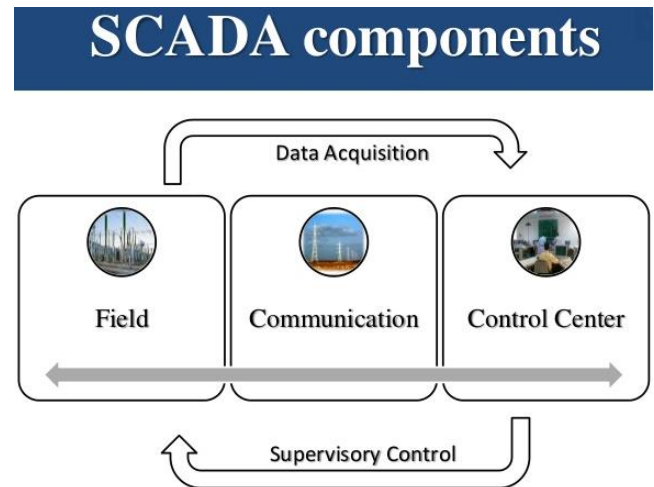 SCADA components
Data Acquisition
Field
Communication
Control Center
Supervisory Control